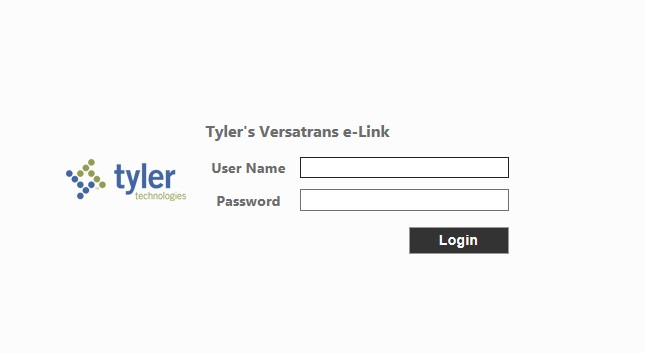 Tyler's Versatrans e-Link
tyler
technologies
User Name
Password
Login